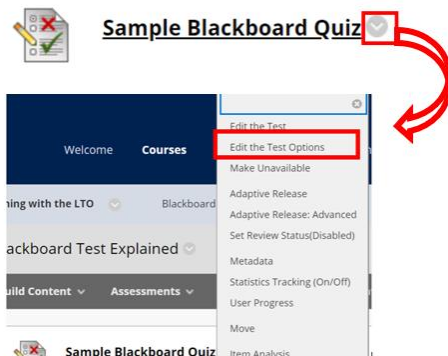 Sample Blackboard Quiz
Edit the Test
Welcome Courses
Edit the Test Options
Make Unavailable
ning with the LTO Blackboard
Adaptive Release
Adaptive Release: Advanced
ackboard Test Explained
Set Review Status(Disabled)
Metadata
uild Content Assessments
Statistics Tracking (On/Off)
User Progress
Move
Sample Blackboard Quiz
Item Analysis